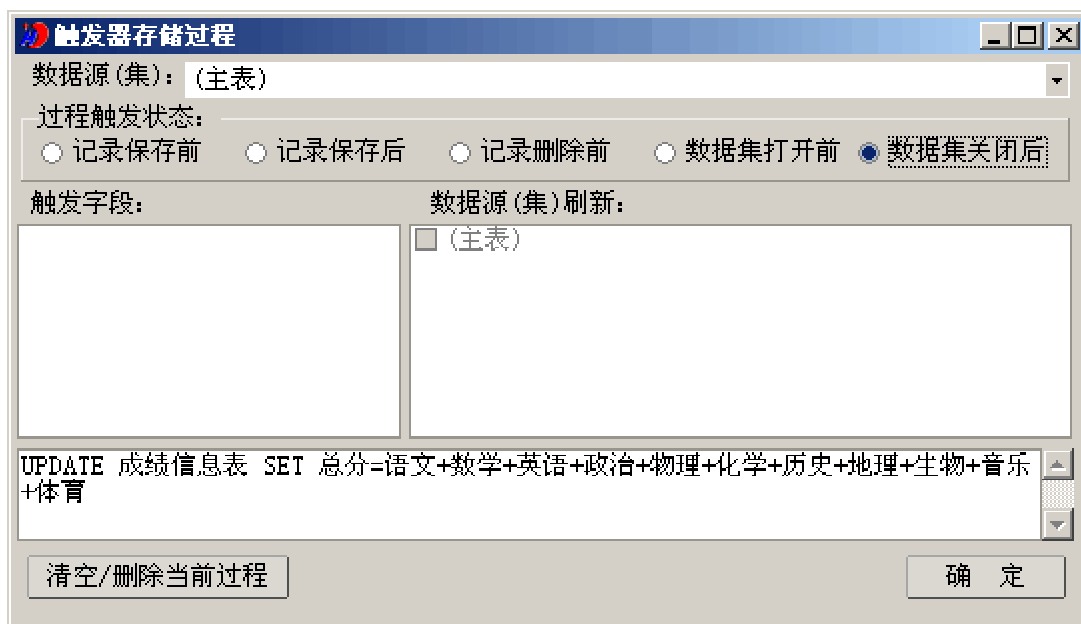 触发器存储过程
数据源(集): (主表)
过程触发状态:
记录保存前 记录保存后 记录删除前 数据集打开前 数据集关闭后
触发字段: 数据源(集)刷新:
(主表)
UPDATE 成绩信息表 SET 总分=语文+数学+英语+政治+物理+化学+历史+地理+生物+音乐
+体育
清空/删除当前过程 确 定